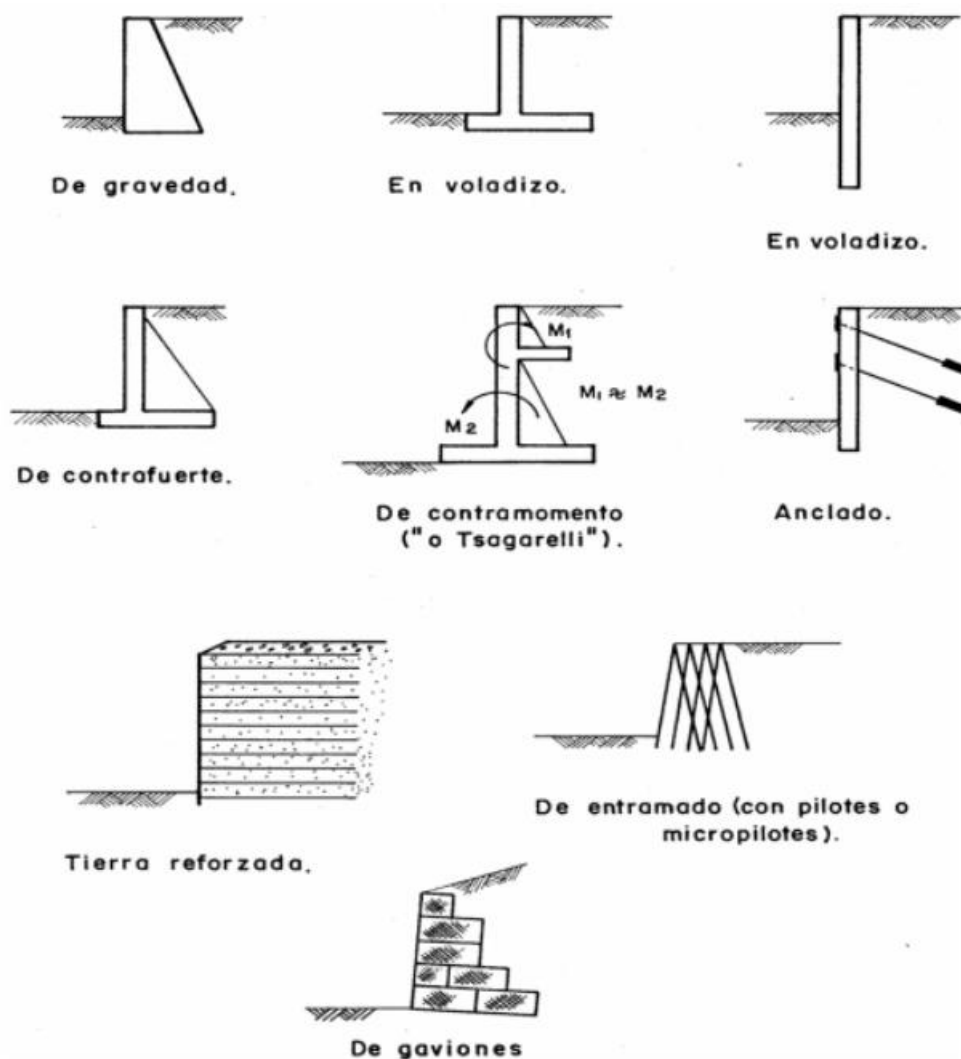 De gravedad.
En voladizo.
En voladizo.
M1
M1 ≈ M2
M2
De contrafuerte.
De contramomento
("o Tsagarelli").
Anclado.
Tierra reforzada.
De entramado (con pilotes o
micropilotes).
De gaviones